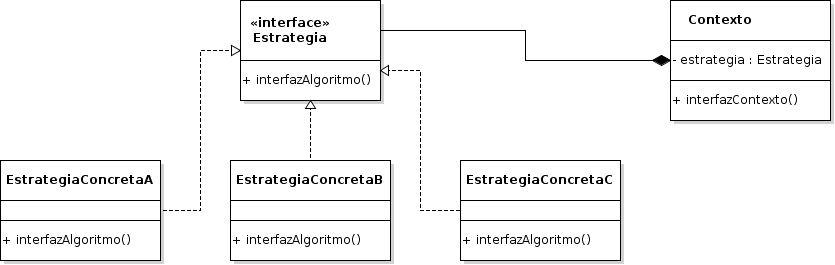 «interface»
Estrategia
+ interfazAlgoritmo()
Contexto
- estrategia : Estrategia
+ interfazContexto()
EstrategiaConcretaA
+ interfazAlgoritmo()
EstrategiaConcretaB
+ interfazAlgoritmo()
EstrategiaConcretaC
+ interfazAlgoritmo()